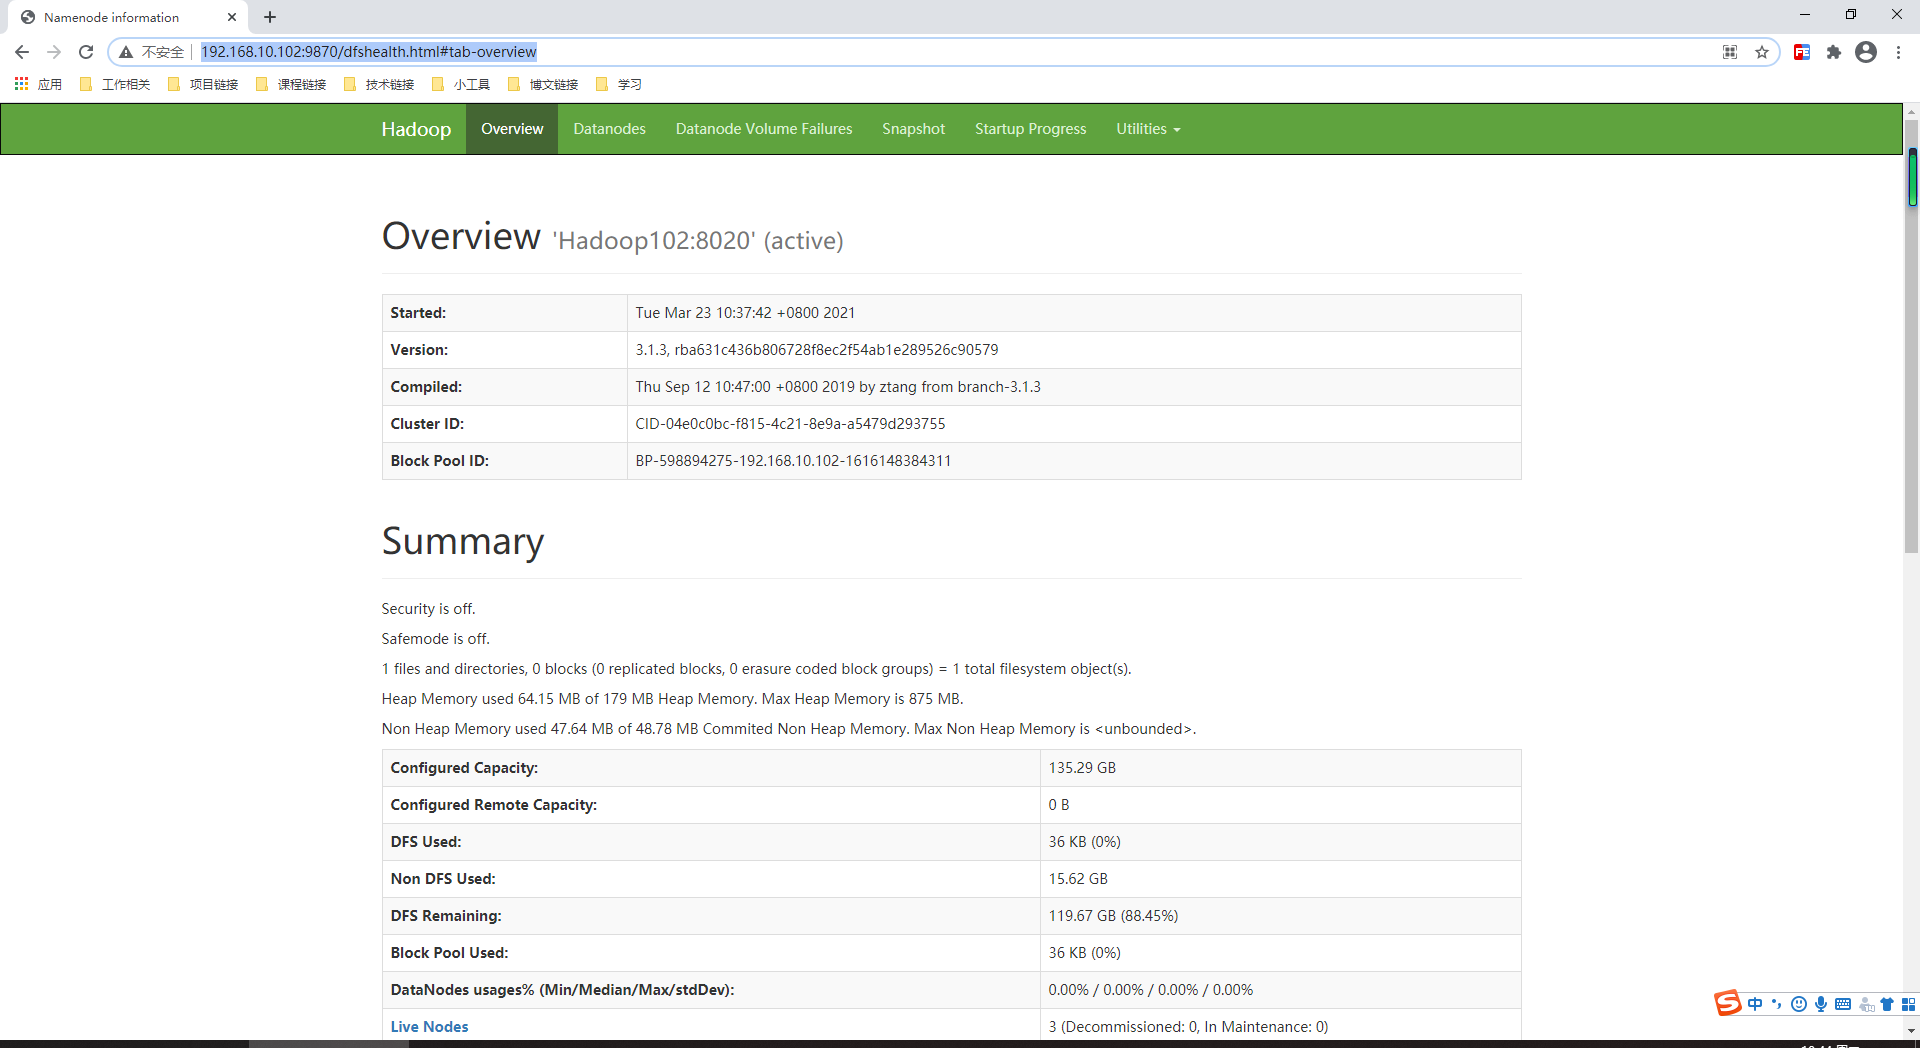 Namenode information
不安全 192.168.10.102:9870/dfshealth.html#tab-overview
应用 工作相关 项目链接 课程链接 技术链接 小工具 博文链接 学习
Hadoop Overview Datanodes Datanode Volume Failures Snapshot Startup Progress Utilities
Overview 'Hadoop102:8020' (active)
Started: Tue Mar 23 10:37:42 +0800 2021
Version: 3.1.3, rba631c436b806728f8ec2f54ab1e289526c90579
Compiled: Thu Sep 12 10:47:00 +0800 2019 by ztang from branch-3.1.3
Cluster ID: CID-04e0c0bc-f815-4c21-8e9a-a5479d293755
Block Pool ID: BP-598894275-192.168.10.102-1616148384311
Summary
Security is off.
Safemode is off.
1 files and directories, 0 blocks (0 replicated blocks, 0 erasure coded block groups) = 1 total filesystem object(s).
Heap Memory used 64.15 MB of 179 MB Heap Memory. Max Heap Memory is 875 MB.
Non Heap Memory used 47.64 MB of 48.78 MB Commited Non Heap Memory. Max Non Heap Memory is <unbounded>.
Configured Capacity: 135.29 GB
Configured Remote Capacity: 0 B
DFS Used: 36 KB (0%)
Non DFS Used: 15.62 GB
DFS Remaining: 119.67 GB (88.45%)
Block Pool Used: 36 KB (0%)
DataNodes usages% (Min/Median/Max/stdDev): 0.00% / 0.00% / 0.00% / 0.00%
Live Nodes 3 (Decommissioned: 0, In Maintenance: 0)
中